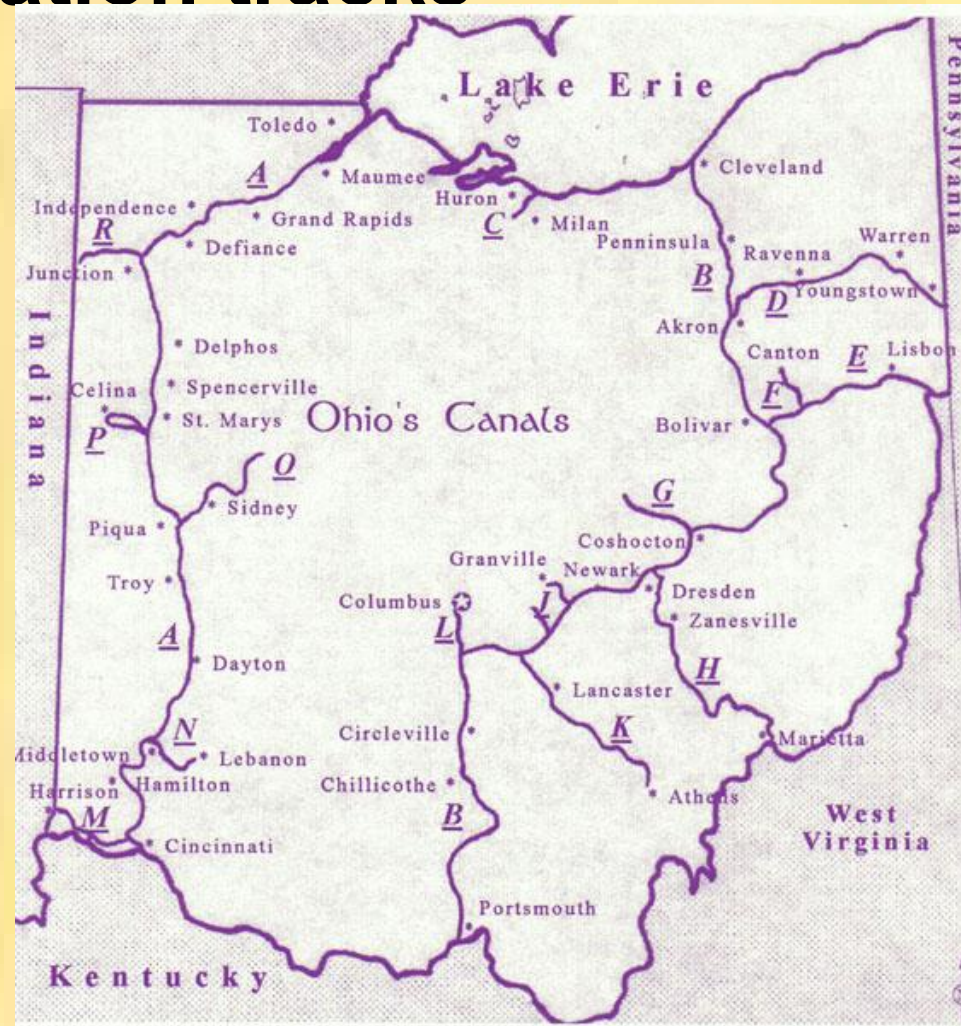 Lake Erie
Pennsylvania
Toledo
Cleveland
A
Maumee
Huron
Independence
Grand Rapids
C
Milan
R
Defiance
Penninsula
Warren
Ravenna
Junction
B
D
Youngstown
Akron
Indiana
Delphos
Canton
E
Lisbon
Celina
Spencerville
F
St. Marys
Ohio's Canals
Bolivar
P
O
G
Sidney
Piqua
Coshocton
Granville
Newark
Troy
Dresden
Columbus
J
Zanesville
L
A
Dayton
H
Lancaster
N
Circleville
K
Marietta
Middletown
Lebanon
Harrison
Hamilton
Chillicothe
Athens
M
B
West
Virginia
Cincinnati
Portsmouth
Kentucky